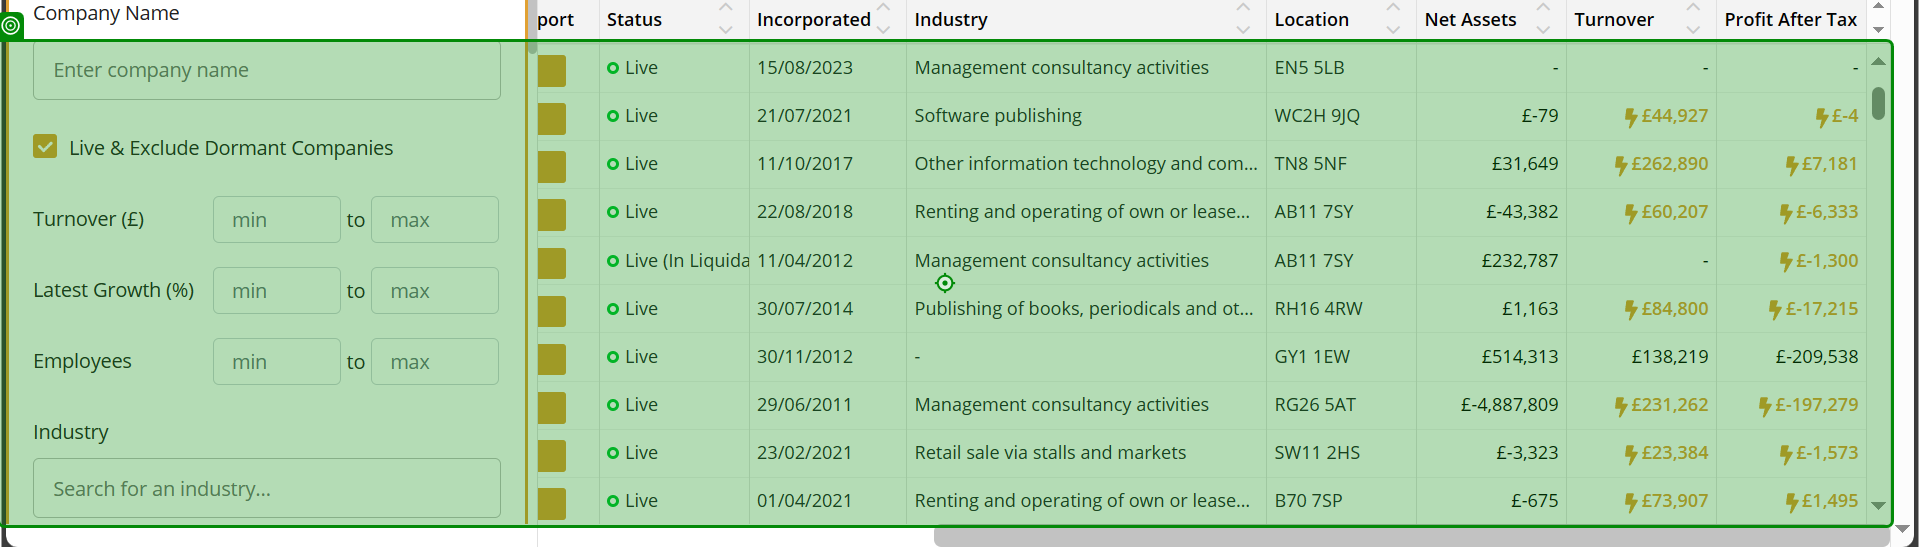 Company Name
Enter company name
Live & Exclude Dormant Companies
Turnover (£) min to max
Latest Growth (%) min to max
Employees min to max
Industry
Search for an industry...
port Status Incorporated Industry Location Net Assets Turnover Profit After Tax
Live 15/08/2023 Management consultancy activities EN5 5LB - - -
Live 21/07/2021 Software publishing WC2H 9JQ £-79 £44,927 £-4
Live 11/10/2017 Other information technology and com... TN8 5NF £31,649 £262,890 £7,181
Live 22/08/2018 Renting and operating of own or lease... AB11 7SY £-43,382 £60,207 £-6,333
Live (In Liquida 11/04/2012 Management consultancy activities AB11 7SY £232,787 - £-1,300
Live 30/07/2014 Publishing of books, periodicals and ot... RH16 4RW £1,163 £84,800 £-17,215
Live 30/11/2012 - GY1 1EW £514,313 £138,219 £-209,538
Live 29/06/2011 Management consultancy activities RG26 5AT £-4,887,809 £231,262 £-197,279
Live 23/02/2021 Retail sale via stalls and markets SW11 2HS £-3,323 £23,384 £-1,573
Live 01/04/2021 Renting and operating of own or lease... B70 7SP £-675 £73,907 £1,495